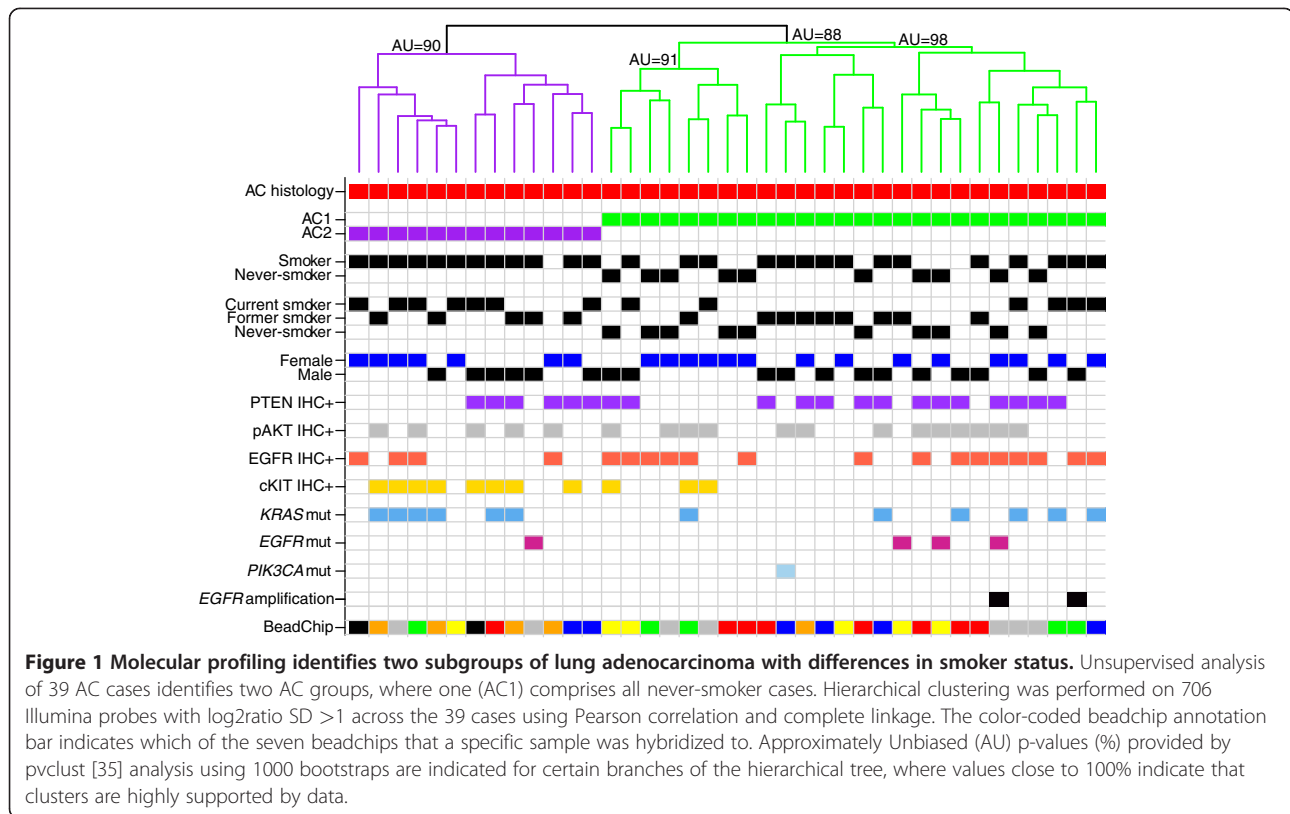 AU=90
AU=88
AU=98
AU=91
AC histology
AC1
AC2
Smoker
Never-smoker
Current smoker
Former smoker
Never-smoker
Female
Male
PTEN IHC+
pAKT IHC+
EGFR IHC+
cKIT IHC+
KRAS mut
EGFR mut
PIK3CA mut
EGFR amplification
BeadChip
Figure 1 Molecular profiling identifies two subgroups of lung adenocarcinoma with differences in smoker status. Unsupervised analysis
of 39 AC cases identifies two AC groups, where one (AC1) comprises all never-smoker cases. Hierarchical clustering was performed on 706
Illumina probes with log2ratio SD >1 across the 39 cases using Pearson correlation and complete linkage. The color-coded beadchip annotation
bar indicates which of the seven beadchips that a specific sample was hybridized to. Approximately Unbiased (AU) p-values (%) provided by
pvclust [35] analysis using 1000 bootstraps are indicated for certain branches of the hierarchical tree, where values close to 100% indicate that
clusters are highly supported by data.